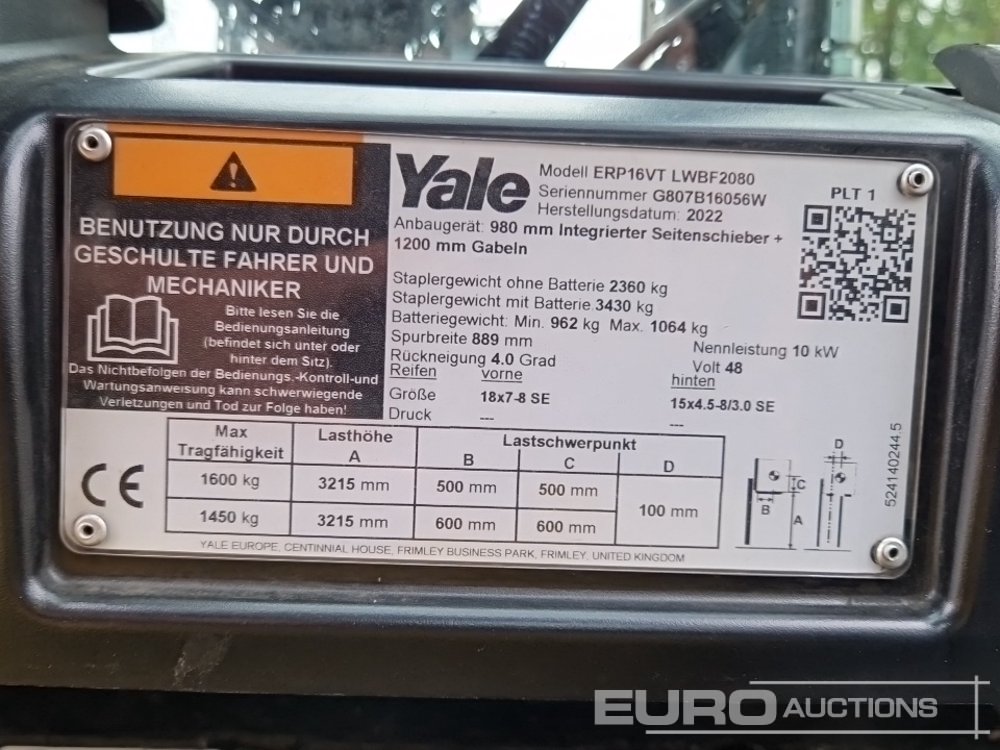 BENUTZUNG NUR DURCH
GESCHULTE FAHRER UND
MECHANIKER
Bitte lesen Sie die
Bedienungsanleitung
(befindet sich unter oder
hinter dem Sitz).
Das Nichtbefolgen der Bedienungs.-Kontroll-und
Wartungsanweisung kann schwerwiegende
Verletzungen und Tod zur Folge haben!
Yale
Modell ERP16VT LWBF2080
Seriennummer G807B16056W
Herstellungsdatum: 2022
PLT 1
Anbaugerät: 980 mm Integrierter Seitenschieber +
1200 mm Gabeln
Staplergewicht ohne Batterie 2360 kg
Staplergewicht mit Batterie 3430 kg
Batteriegewicht: Min. 962 kg Max. 1064 kg
Spurbreite 889 mm Nennleistung 10 kW
Rückneigung 4.0 Grad Volt 48
Reifen vorne hinten
Größe 18x7-8 SE 15x4.5-8/3.0 SE
Druck --- ---
Max Tragfähigkeit Lasthöhe A Lastschwerpunkt
B C D
1600 kg 3215 mm 500 mm 500 mm 100 mm
1450 kg 3215 mm 600 mm 600 mm
CE
YALE EUROPE, CENTINNIAL HOUSE, FRIMLEY BUSINESS PARK, FRIMLEY, UNITED KINGDOM
D
C
B
A
524140244.5
EURO AUCTIONS